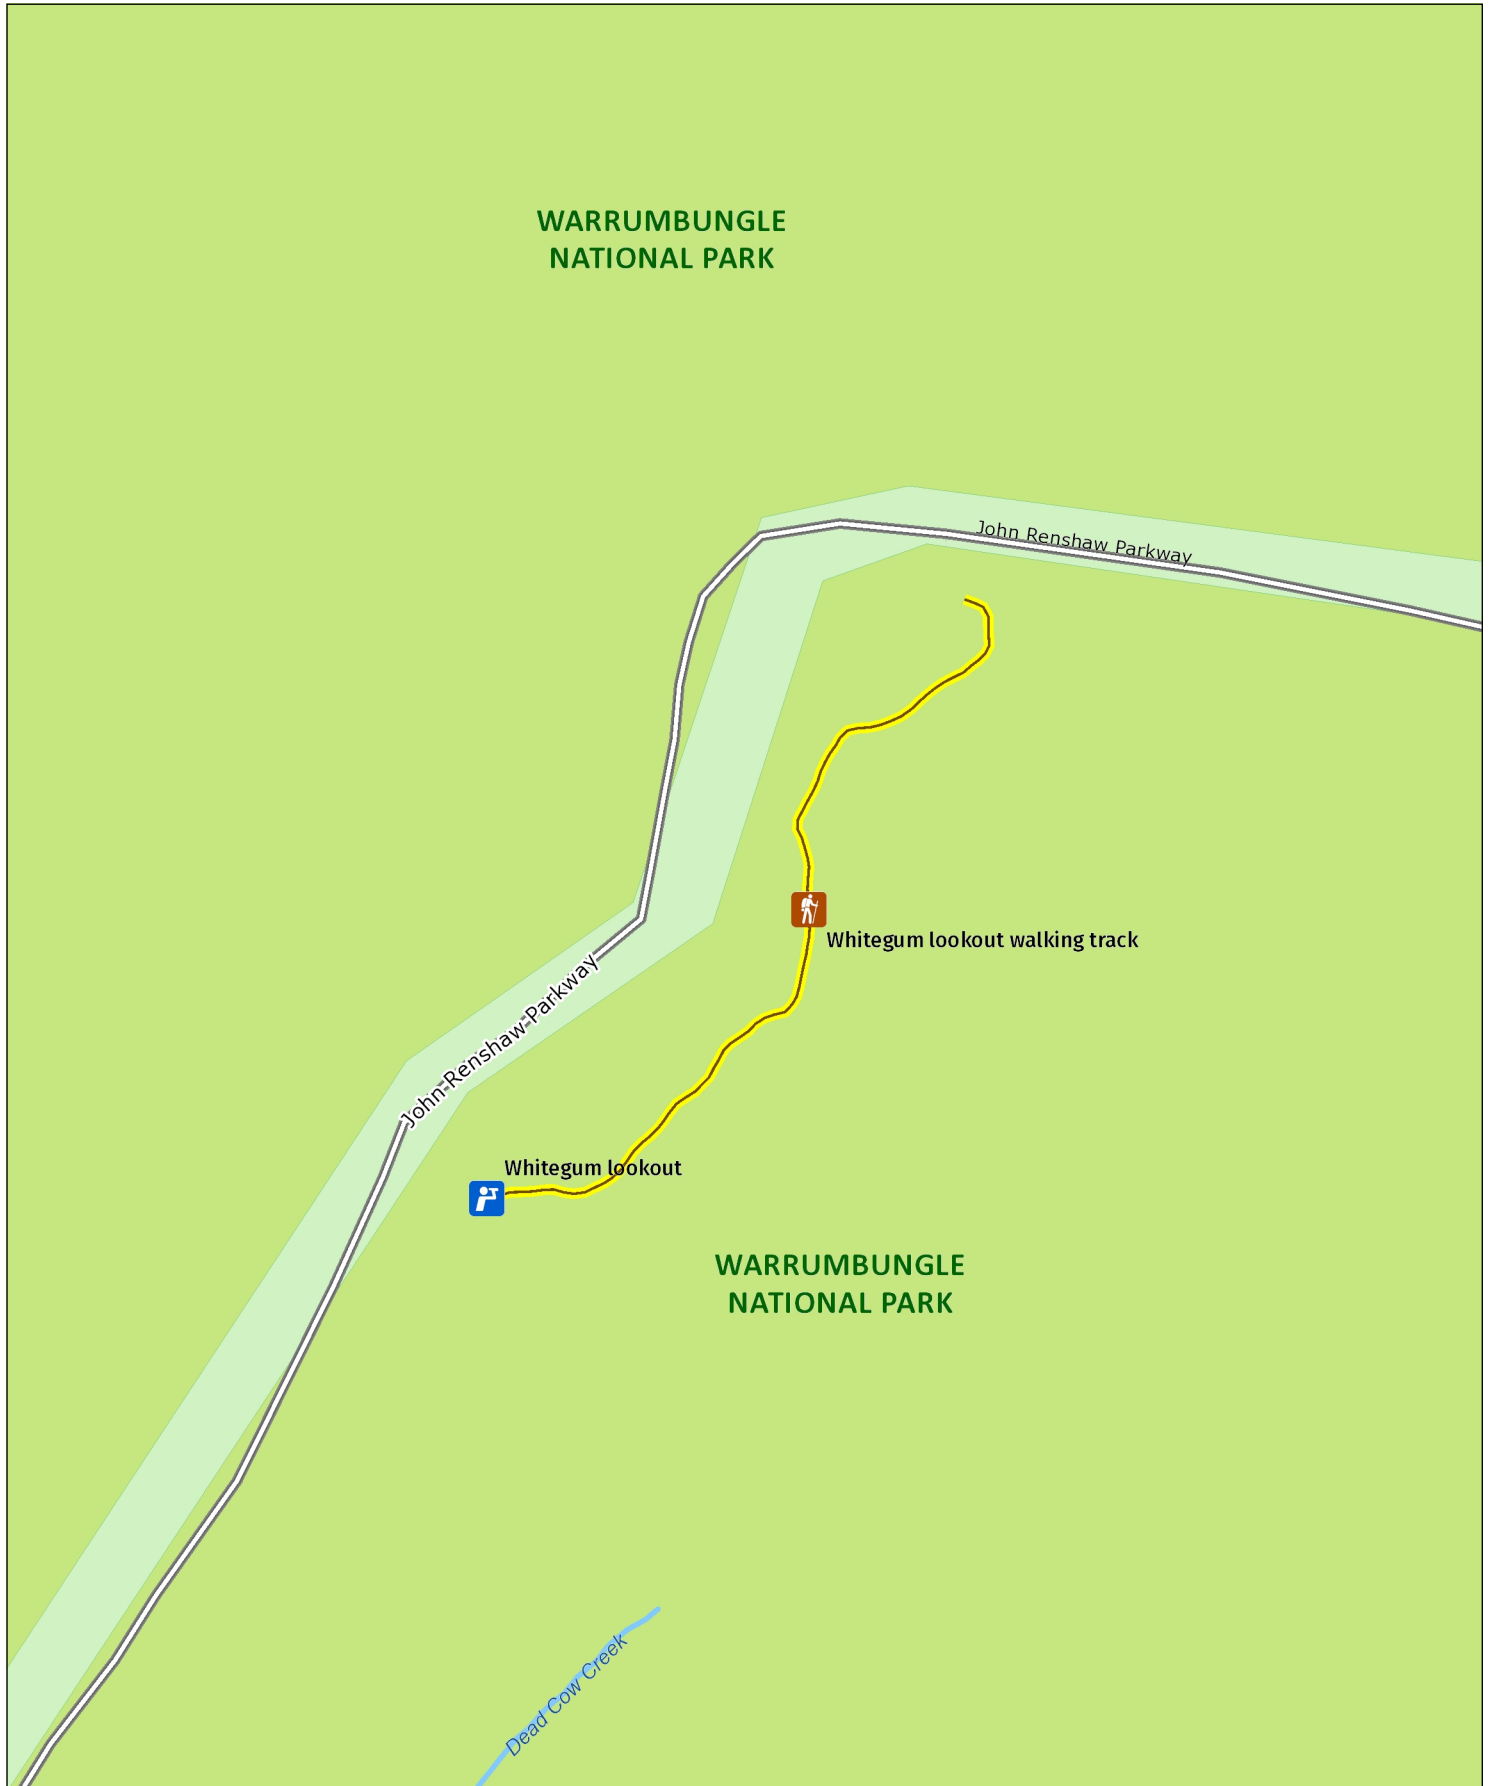 WARRUMBUNGLE
NATIONAL PARK
John Renshaw Parkway
Whitegum lookout walking track
John Renshaw Parkway
Whitegum lookout
WARRUMBUNGLE
NATIONAL PARK
Dead Cow Creek